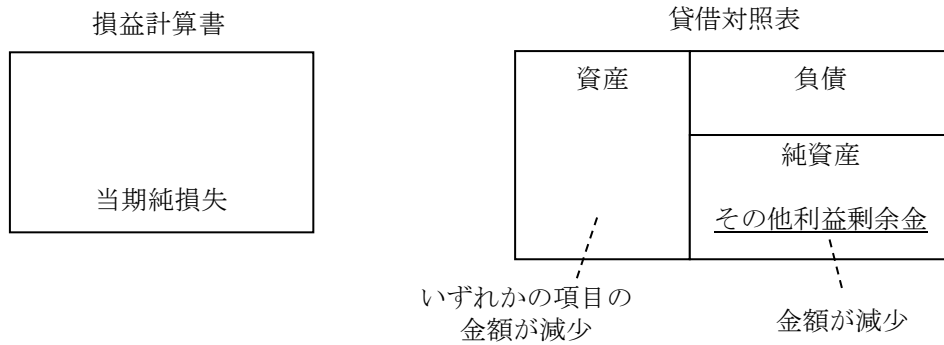 損益計算書
当期純損失
貸借対照表
資産
負債
純資産
その他利益剰余金
いずれかの項目の
金額が減少
金額が減少